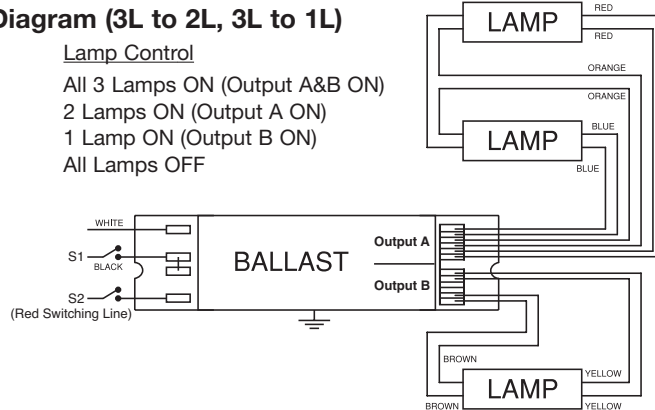 Diagram (3L to 2L, 3L to 1L)
Lamp Control
All 3 Lamps ON (Output A&B ON)
2 Lamps ON (Output A ON)
1 Lamp ON (Output B ON)
All Lamps OFF
LAMP
RED
RED
ORANGE
ORANGE
LAMP
BLUE
BLUE
WHITE
S1
BLACK
S2
(Red Switching Line)
BALLAST
Output A
Output B
BROWN
BROWN
LAMP
YELLOW
YELLOW